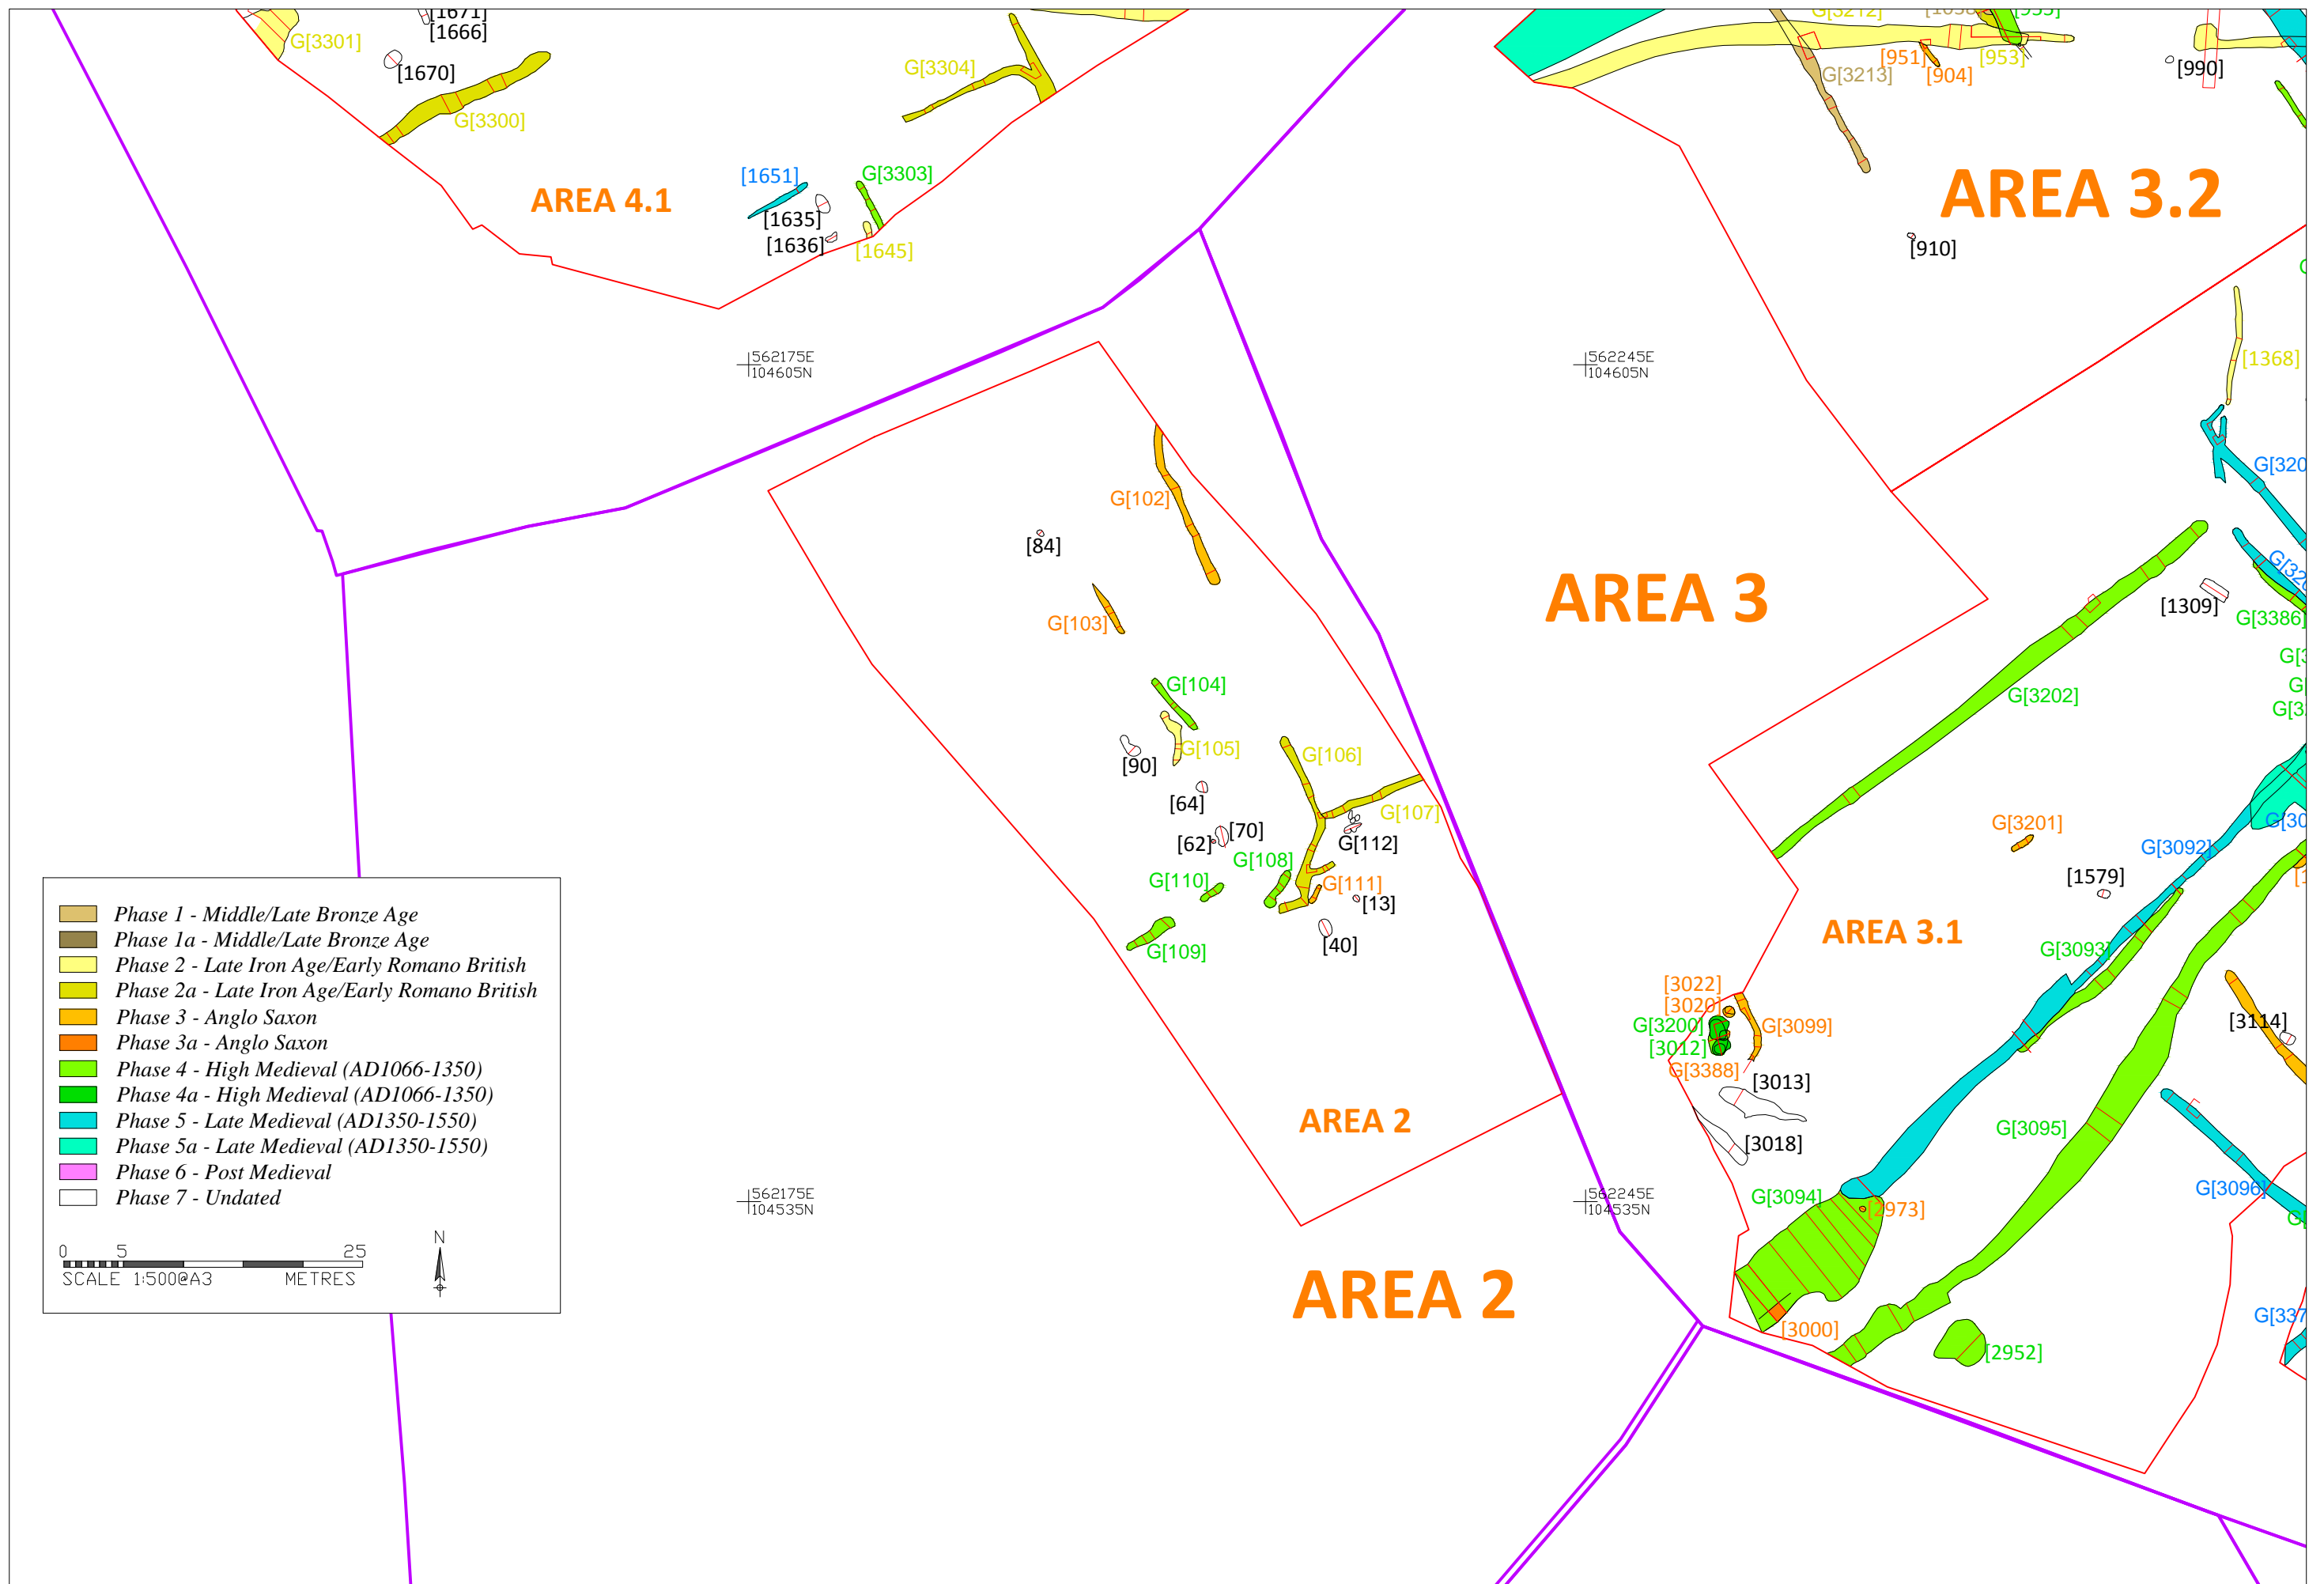 [1671]
[1666]
G[3301]
[1670]
G[3300]
G[3304]
G[3212]
G[3213]
[951]
[904]
[953]
[990]
AREA 4.1
[1651]
[1635]
[1636]
G[3303]
[1645]
AREA 3.2
[910]
562175E
104605N
562245E
104605N
[1368]
G[320
G[102]
[84]
G[103]
AREA 3
[1309]
G[320
G[3386]
G[104]
G[105]
[90]
G[106]
G[107]
[64]
[62]
[70]
G[112]
G[108]
G[110]
G[111]
[13]
[40]
G[109]
G[3202]
G[3
G[
G[3
G[3201]
G[3092]
G[30
[1579]
AREA 3.1
G[3093]
[3022]
[3020]
G[3200]
[3012]
G[3099]
G[3388]
[3013]
[3018]
[3114]
AREA 2
G[3095]
562175E
104535N
562245E
104535N
G[3094]
[2973]
G[3096]
G[
AREA 2
[3000]
[2952]
G[337
Phase 1 - Middle/Late Bronze Age
Phase 1a - Middle/Late Bronze Age
Phase 2 - Late Iron Age/Early Romano British
Phase 2a - Late Iron Age/Early Romano British
Phase 3 - Anglo Saxon
Phase 3a - Anglo Saxon
Phase 4 - High Medieval (AD1066-1350)
Phase 4a - High Medieval (AD1066-1350)
Phase 5 - Late Medieval (AD1350-1550)
Phase 5a - Late Medieval (AD1350-1550)
Phase 6 - Post Medieval
Phase 7 - Undated
0 5 25
SCALE 1:500@A3 METRES
N